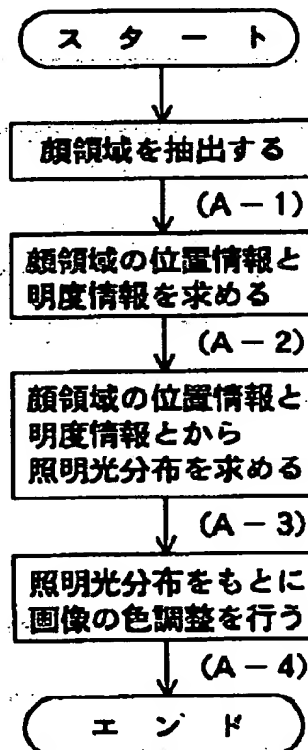 スタート
顔領域を抽出する
(A-1)
顔領域の位置情報と
明度情報を求める
(A-2)
顔領域の位置情報と
明度情報とから
照明光分布を求める
(A-3)
照明光分布をもとに
画像の色調整を行う
(A-4)
エンド